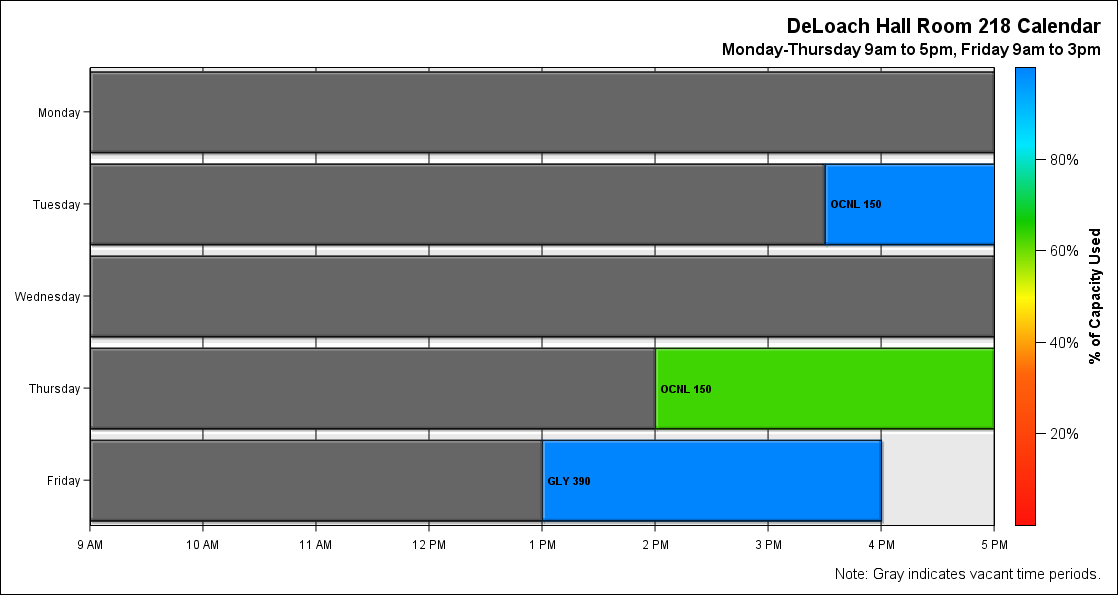 DeLoach Hall Room 218 Calendar
Monday-Thursday 9am to 5pm, Friday 9am to 3pm
Monday
Tuesday
OCNL 150
Wednesday
Thursday
OCNL 150
Friday
GLY 390
9 AM
10 AM
11 AM
12 PM
1 PM
2 PM
3 PM
4 PM
5 PM
80%
60%
40%
20%
% of Capacity Used
Note: Gray indicates vacant time periods.